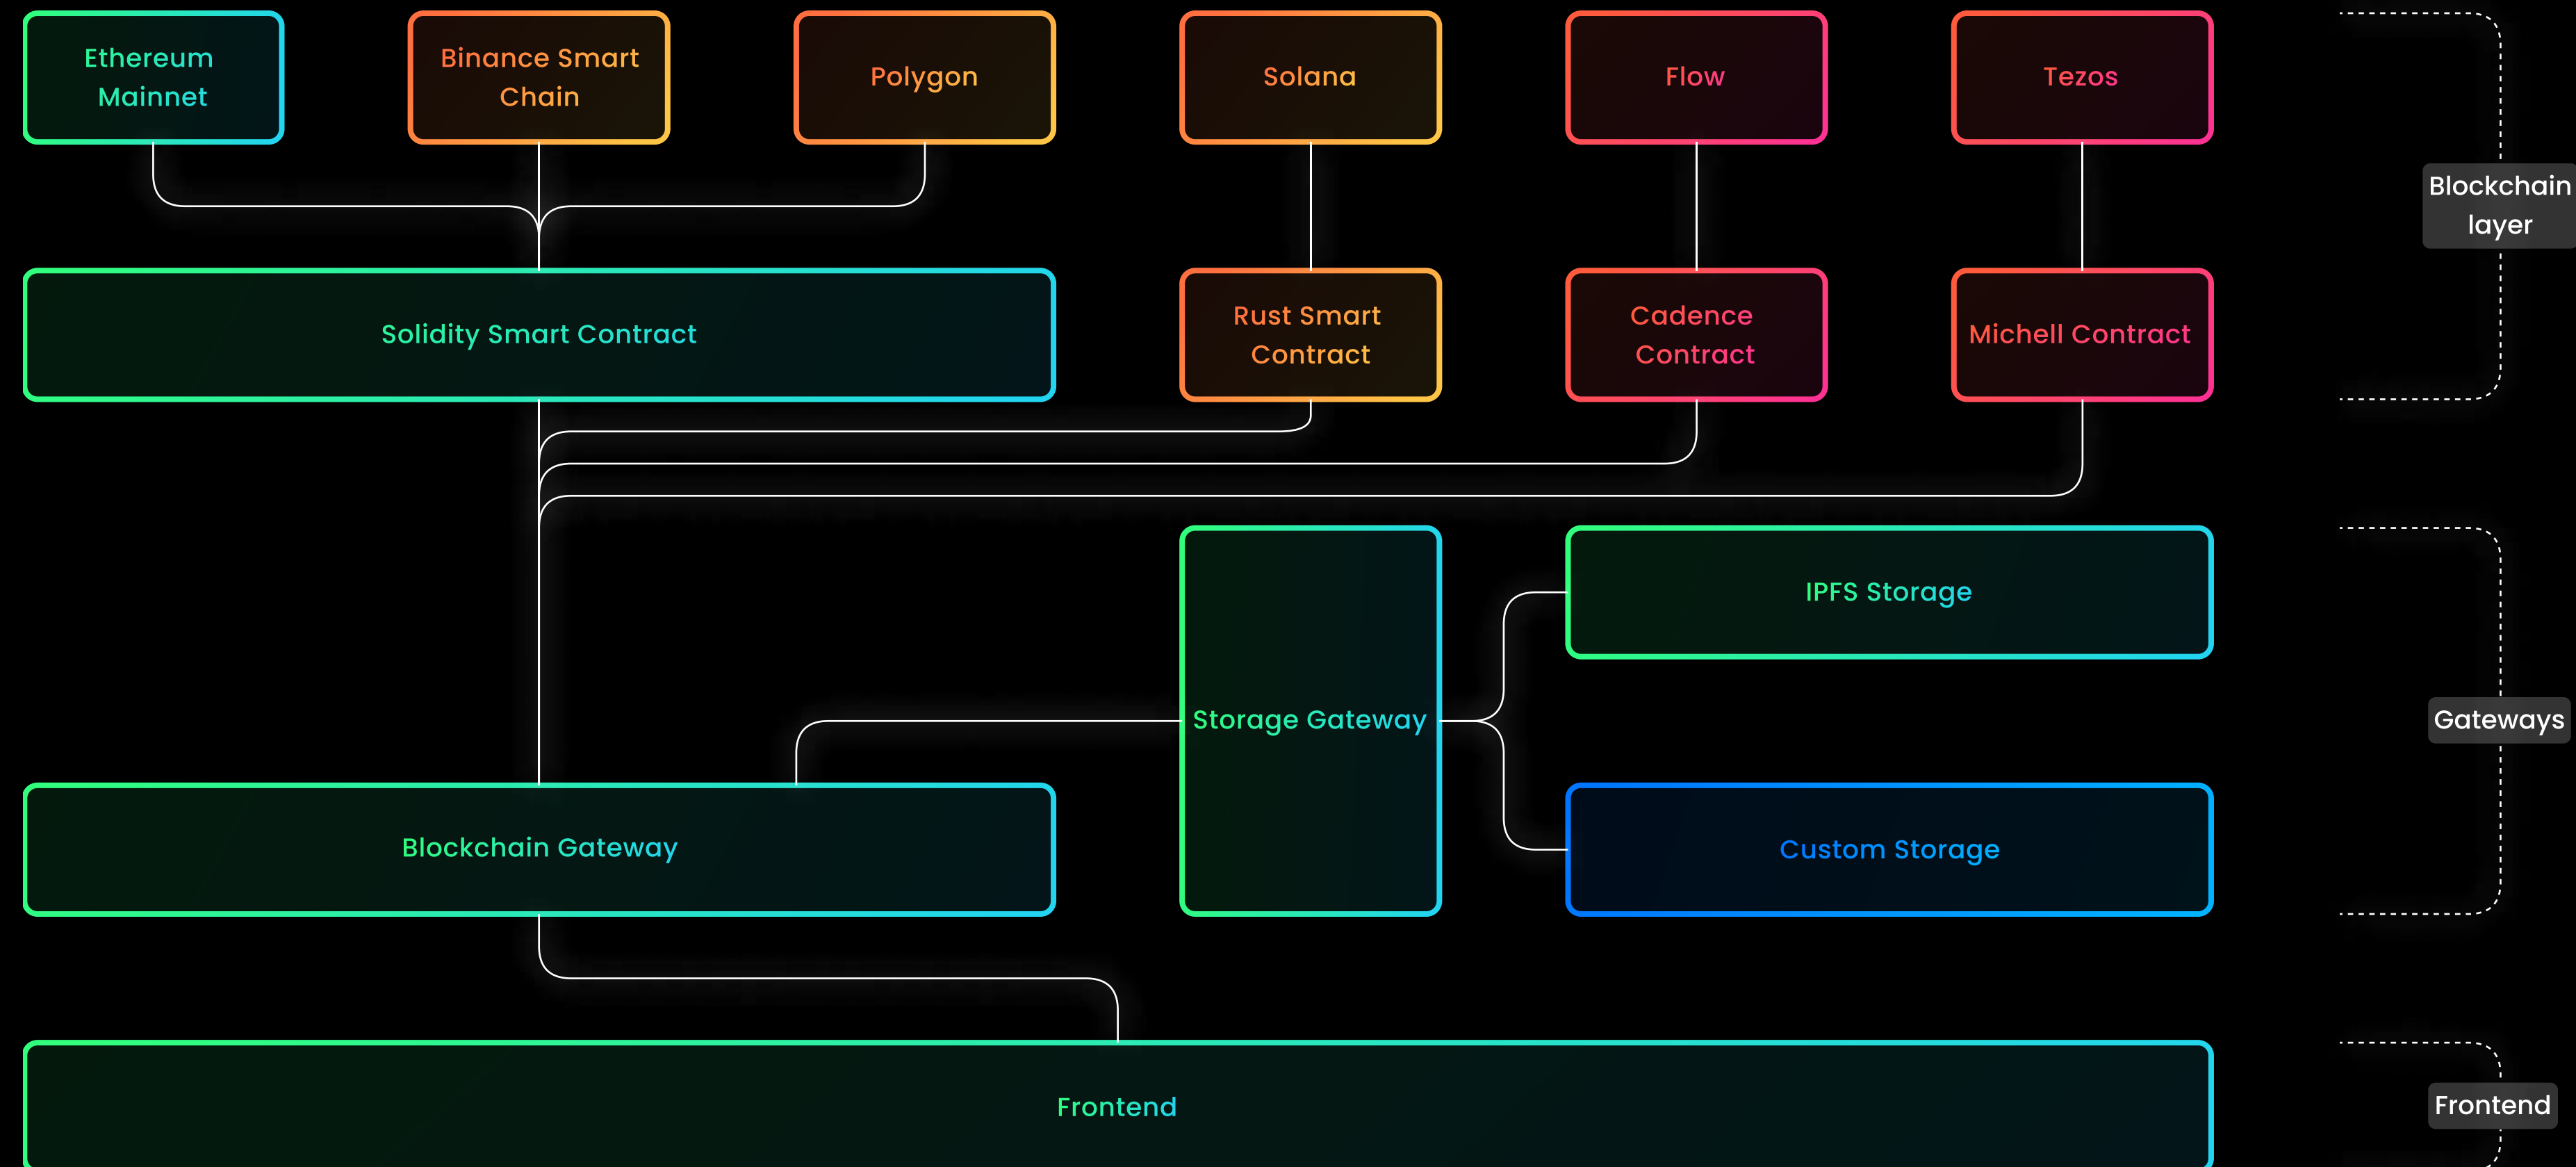 Ethereum
Mainnet
Binance Smart
Chain
Polygon
Solana
Flow
Tezos
Blockchain
layer
Solidity Smart Contract
Rust Smart
Contract
Cadence
Contract
Michell Contract
IPFS Storage
Storage Gateway
Gateways
Blockchain Gateway
Custom Storage
Frontend
Frontend